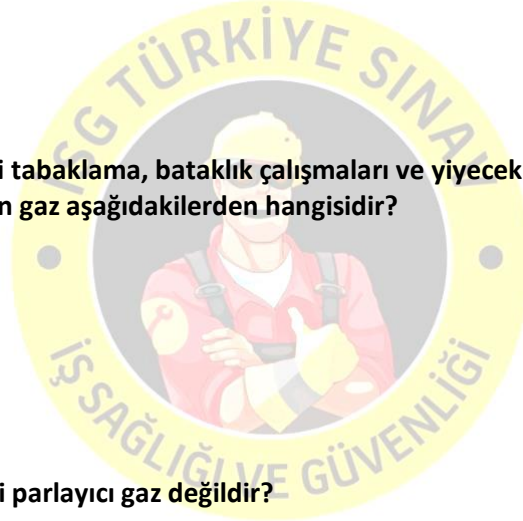 İSG TÜRKİYE SINAV
i tabaklama, bataklık çalışmaları ve yiyecek
n gaz aşağıdakilerden hangisidir?
İŞ SAĞLIĞI VE GÜVENLİĞİ
i parlayıcı gaz değildir?